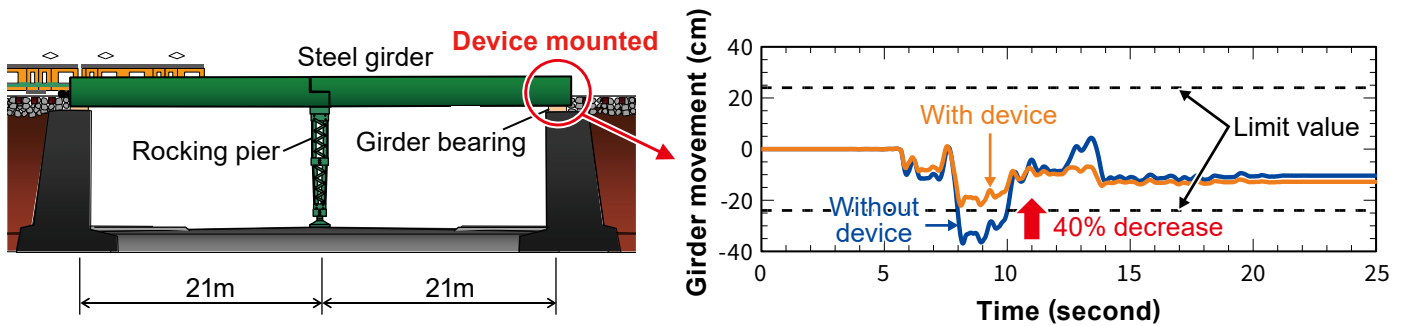 Steel girder
Device mounted
Rocking pier
Girder bearing
21m
21m
Girder movement (cm)
40
20
0
-20
-40
With device
Without
device
Limit value
40% decrease
0
5
10
15
20
25
Time (second)